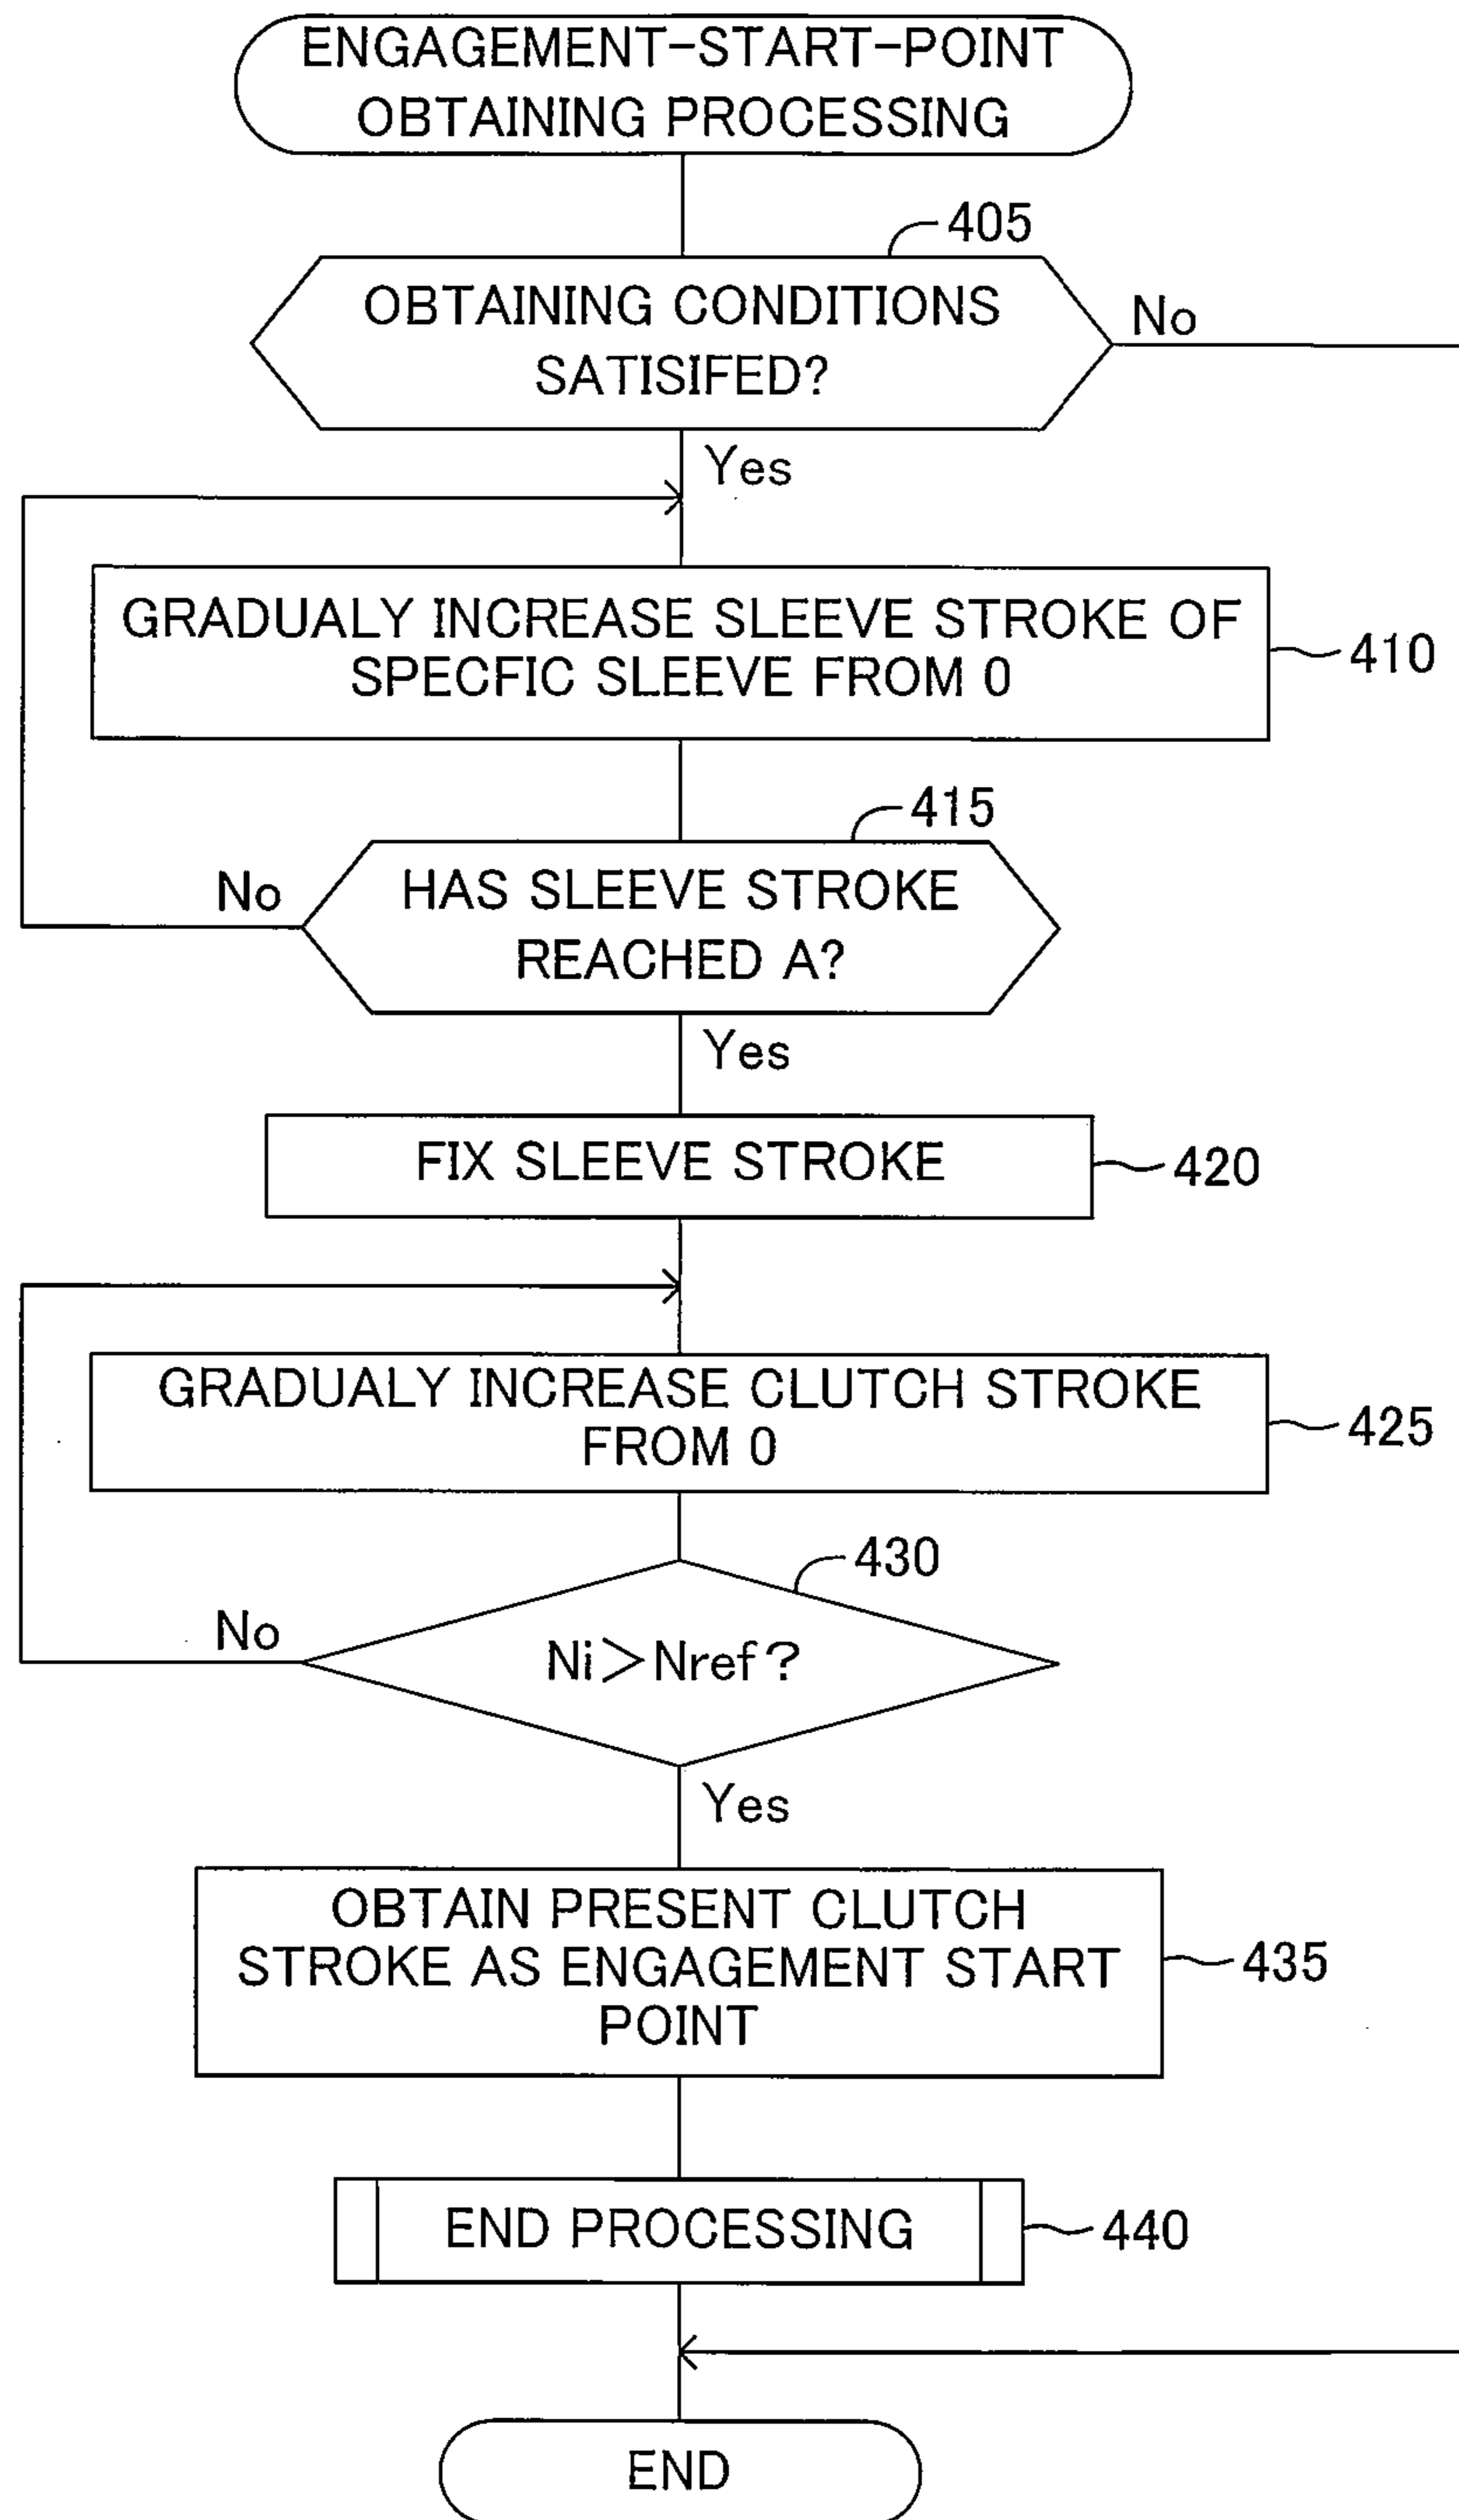 ENGAGEMENT-START-POINT
OBTAINING PROCESSING
405
OBTAINING CONDITIONS
SATISIFED?
No
Yes
GRADUALY INCREASE SLEEVE STROKE OF
SPECFIC SLEEVE FROM 0
410
415
HAS SLEEVE STROKE
REACHED A?
No
Yes
FIX SLEEVE STROKE
420
GRADUALY INCREASE CLUTCH STROKE
FROM 0
425
430
Ni>Nref?
No
Yes
OBTAIN PRESENT CLUTCH
STROKE AS ENGAGEMENT START
POINT
435
END PROCESSING
440
END